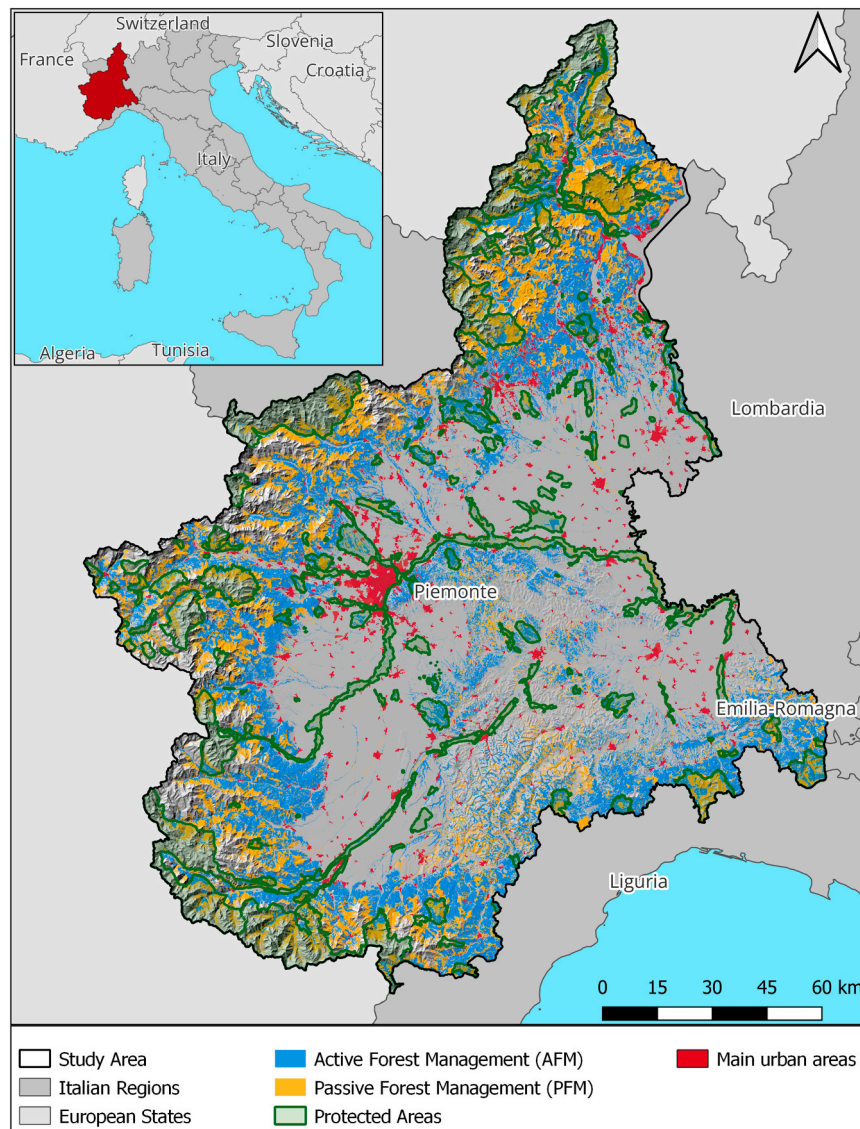 Switzerland
Slovenia
France
Croatia
Italy
Algeria
Tunisia
Lombardia
Piemonte
Emilia-Romagna
Liguria
0 15 30 45 60 km
Study Area
Active Forest Management (AFM)
Main urban areas
Italian Regions
Passive Forest Management (PFM)
European States
Protected Areas